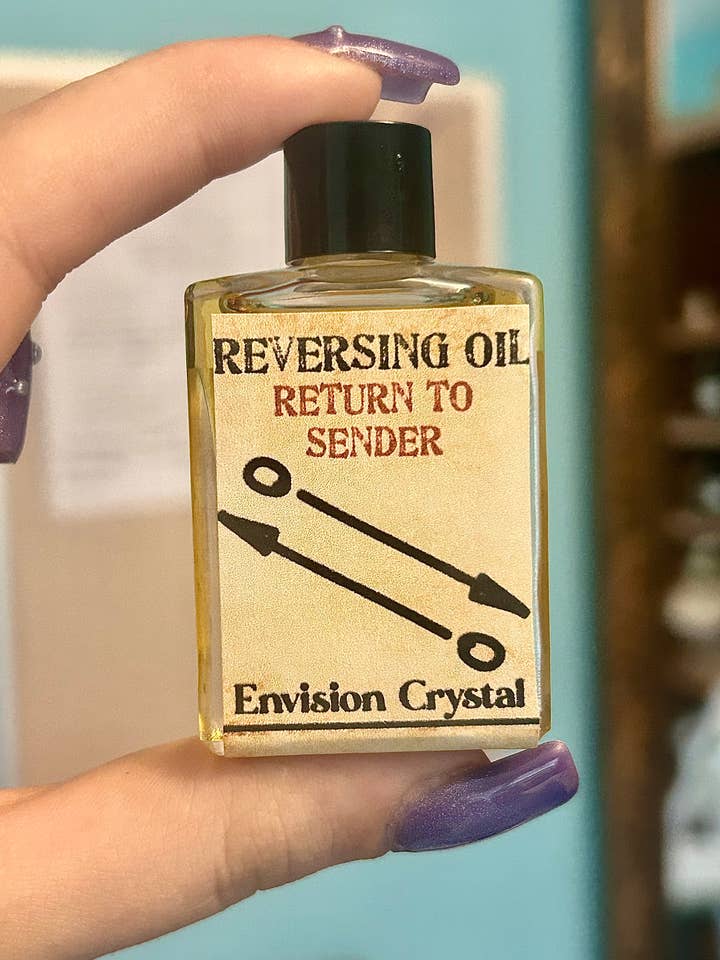 REVERSING OIL
RETURN TO
SENDER
Envision Crystal